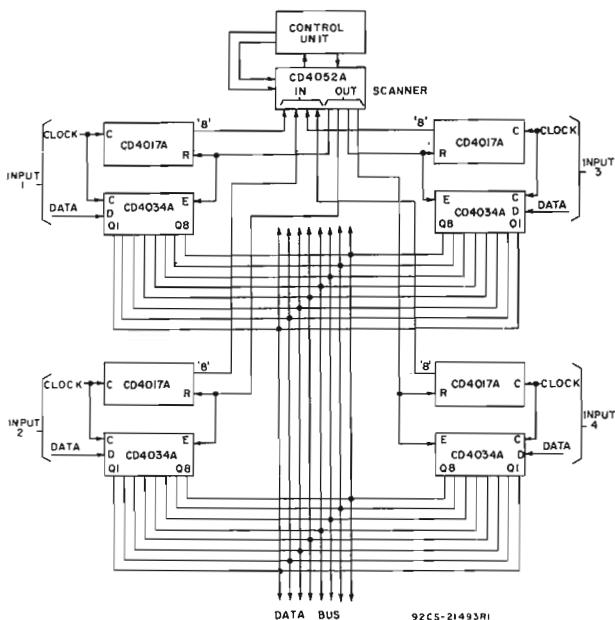 CONTROL
UNIT
CD4052A
IN OUT
SCANNER
INPUT
1
CLOCK
C
CD4017A
R
'8'
DATA
C
D
E
CD4034A
Q1
Q8
'8'
CD4017A
C
R
CLOCK
INPUT
3
E
C
D
CD4034A
Q8
Q1
DATA
INPUT
2
CLOCK
C
CD4017A
R
'8'
DATA
C
D
E
CD4034A
Q1
Q8
'8'
CD4017A
C
R
CLOCK
INPUT
4
E
C
D
CD4034A
Q8
Q1
DATA
DATA BUS
92CS-21493R1